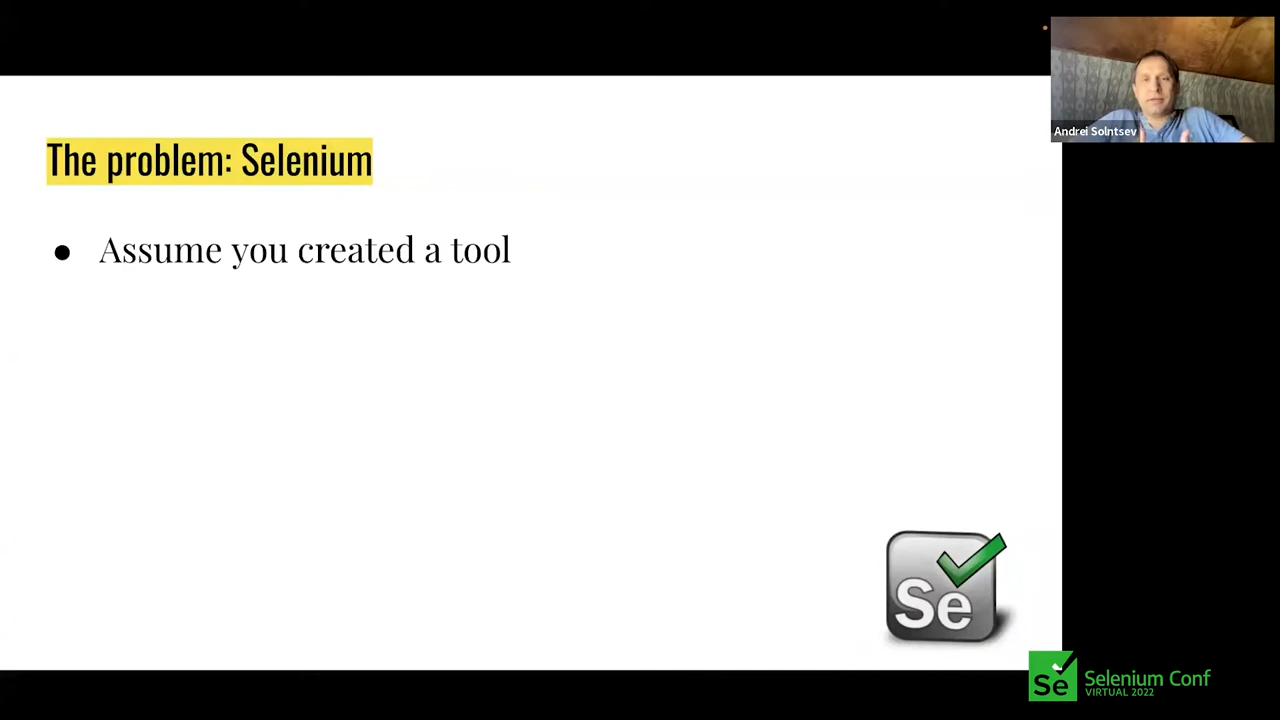 Andrei Solntsev
The problem: Selenium
● Assume you created a tool
Se
Se Selenium Conf
VIRTUAL 2022